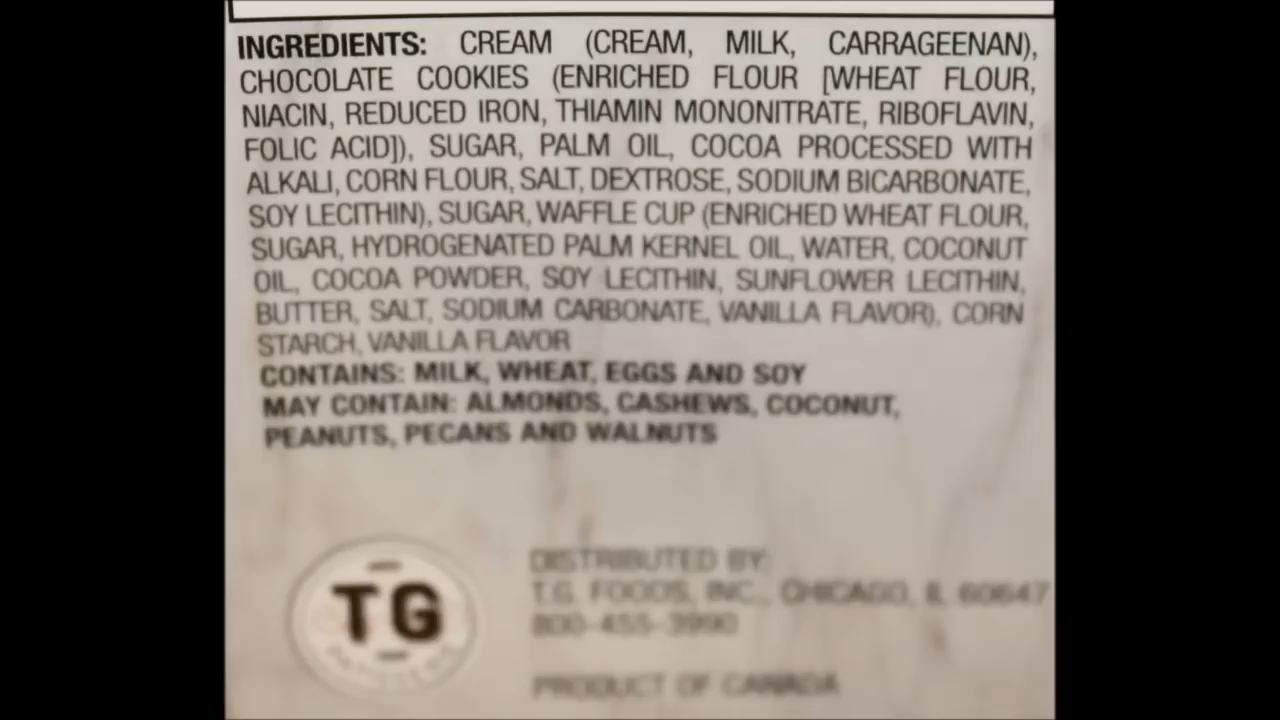 INGREDIENTS: CREAM (CREAM, MILK, CARRAGEENAN),
CHOCOLATE COOKIES (ENRICHED FLOUR [WHEAT FLOUR,
NIACIN, REDUCED IRON, THIAMIN MONONITRATE, RIBOFLAVIN,
FOLIC ACID]), SUGAR, PALM OIL, COCOA PROCESSED WITH
ALKALI, CORN FLOUR, SALT, DEXTROSE, SODIUM BICARBONATE,
SOY LECITHIN), SUGAR, WAFFLE CUP (ENRICHED WHEAT FLOUR,
SUGAR, HYDROGENATED PALM KERNEL OIL, WATER, COCONUT
OIL, COCOA POWDER, SOY LECITHIN, SUNFLOWER LECITHIN,
BUTTER, SALT, SODIUM CARBONATE, VANILLA FLAVOR), CORN
STARCH, VANILLA FLAVOR
CONTAINS: MILK, WHEAT, EGGS AND SOY
MAY CONTAIN: ALMONDS, CASHEWS, COCONUT,
PEANUTS, PECANS AND WALNUTS
TG
DISTRIBUTED BY:
T.G. FOODS, INC., CHICAGO, IL 60647
800-455-3990
PRODUCT OF CANADA